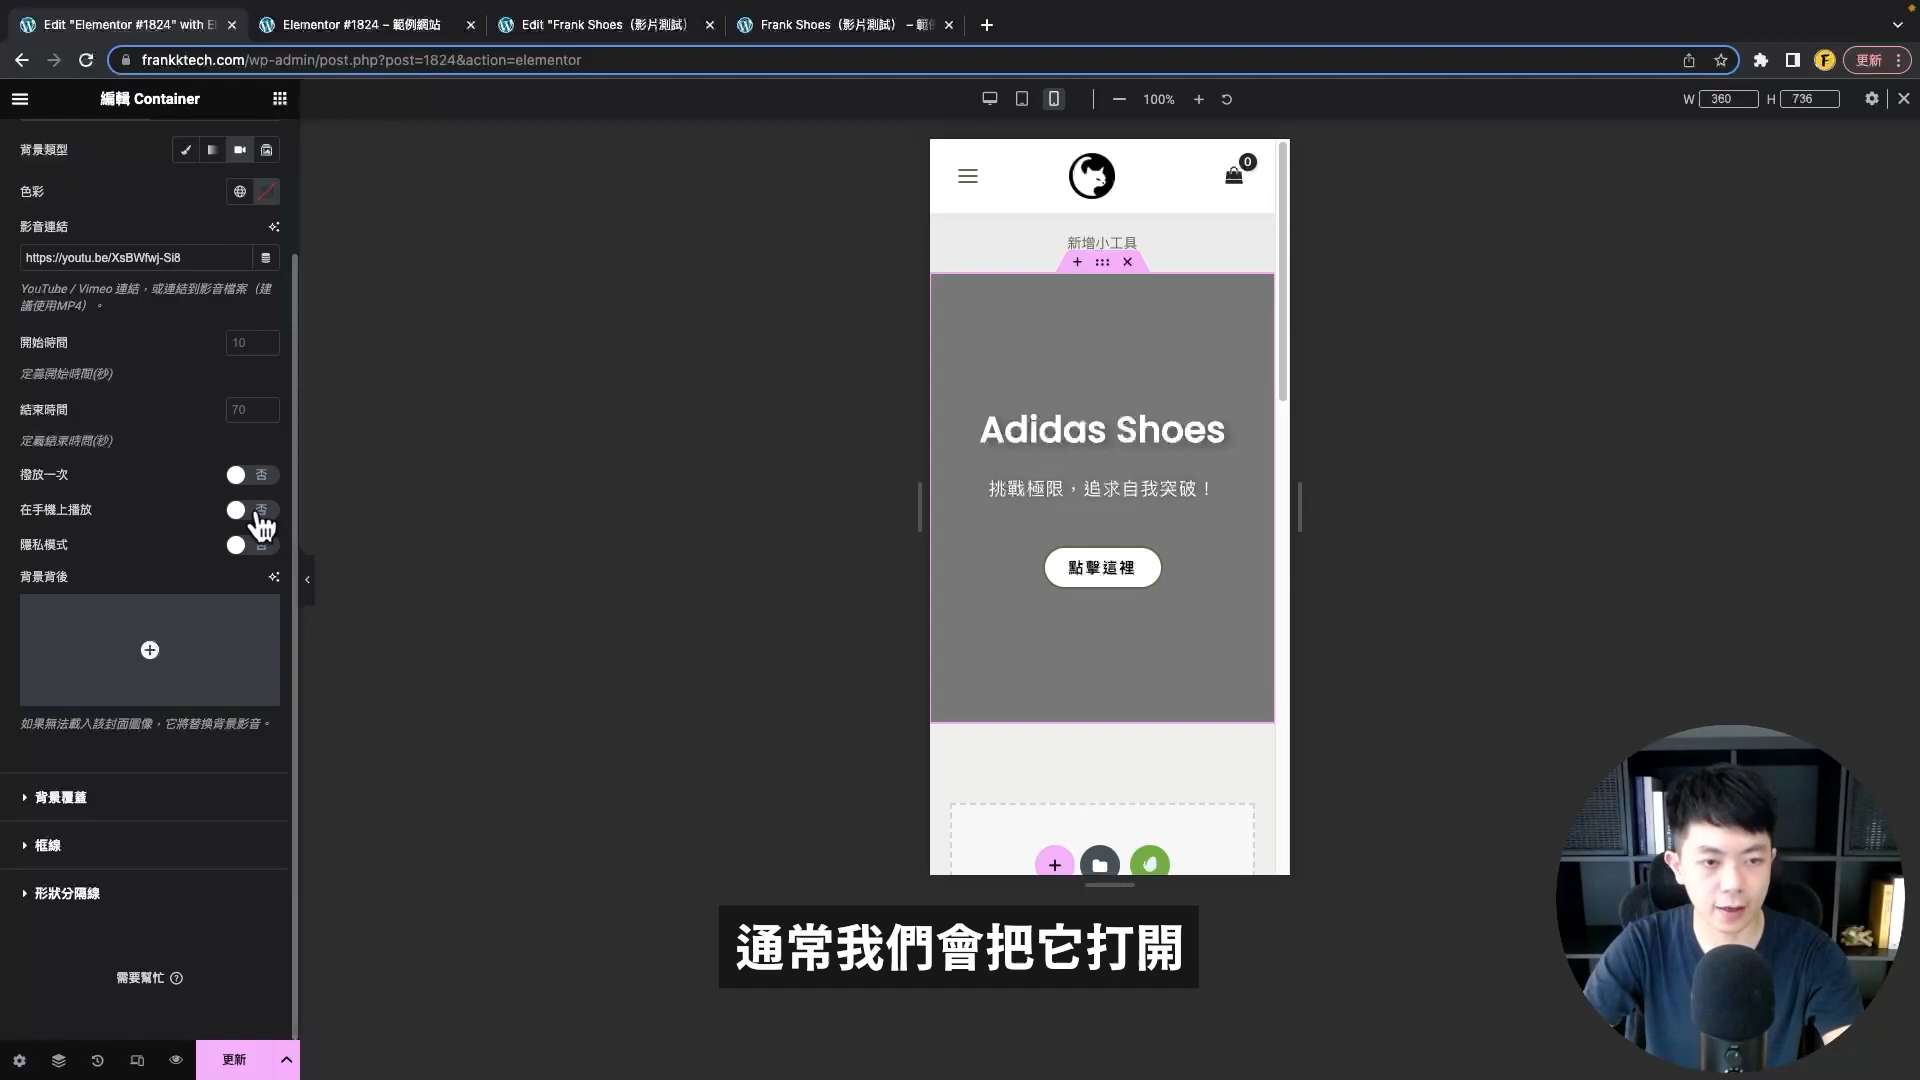 Edit "Elementor #1824" with El
Elementor #1824 – 範例網站
Edit "Frank Shoes（影片測試）
Frank Shoes（影片測試） – 範例
frankktech.com/wp-admin/post.php?post=1824&action=elementor
F
更新
編輯 Container
100%
W 360 H 736
背景類型
色彩
影音連結
https://youtu.be/XsBWfwj-Si8
YouTube / Vimeo 連結，或連結到影音檔案（建
議使用MP4）。
開始時間
10
定義開始時間(秒)
結束時間
70
定義結束時間(秒)
撥放一次
否
在手機上播放
否
隱私模式
否
背景背後
如果無法載入該封面圖像，它將替換背景影音。
背景覆蓋
框線
形狀分隔線
需要幫忙
更新
0
新增小工具
Adidas Shoes
挑戰極限，追求自我突破！
點擊這裡
通常我們會把它打開